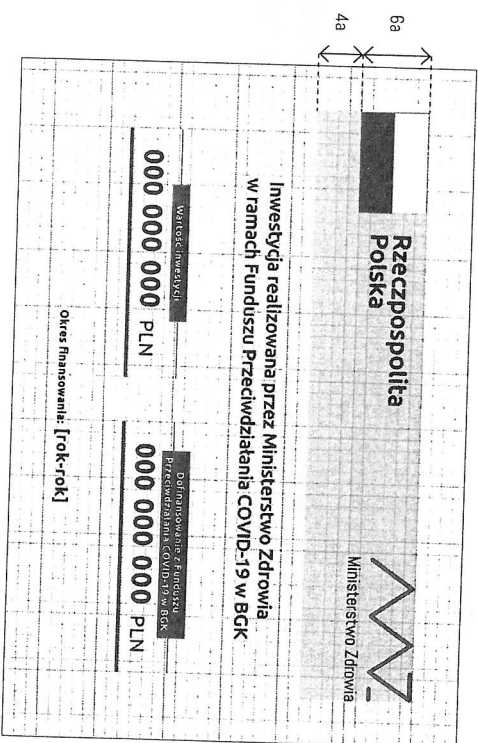 6a
4a
Rzeczpospolita
Polska
Ministerstwo Zdrowia
Inwestycja realizowana przez Ministerstwo Zdrowia
w ramach Funduszu Przeciwdziałania COVID-19 w BGK
Wartość inwestycji
000 000 000 PLN
Dofinansowanie z Funduszu
Przeciwdziałania COVID-19 w BGK
000 000 000 PLN
Okres finansowania: [rok-rok]